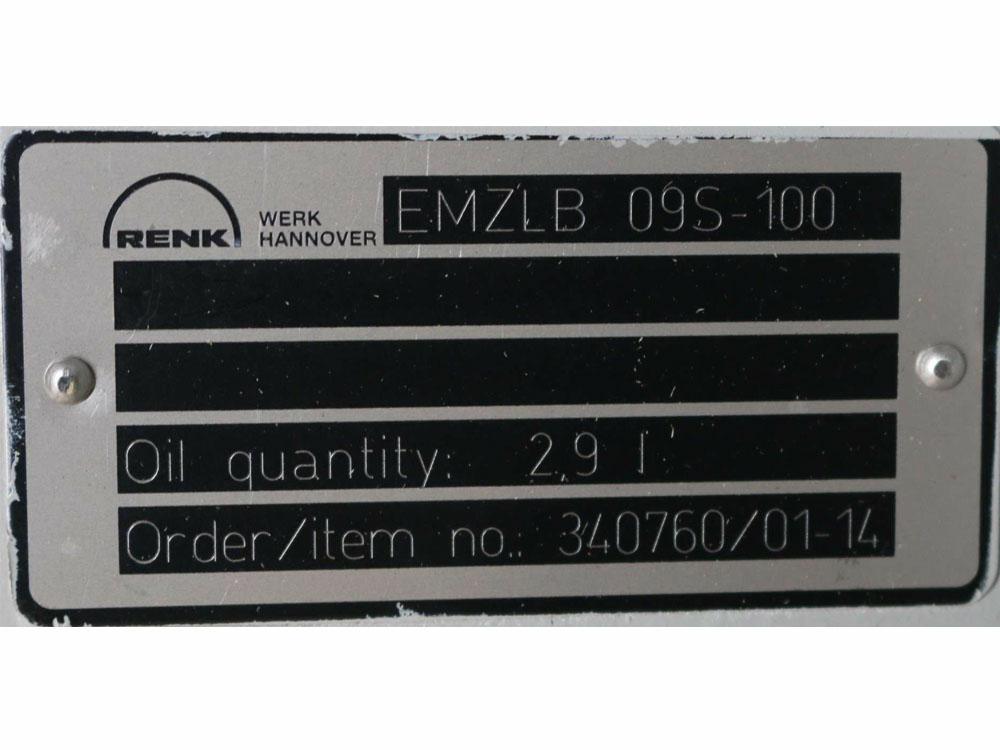 RENK WERK HANNOVER EMZLB 09S-100
Oil quantity: 2,9 l
Order/item no.: 340760/01-14